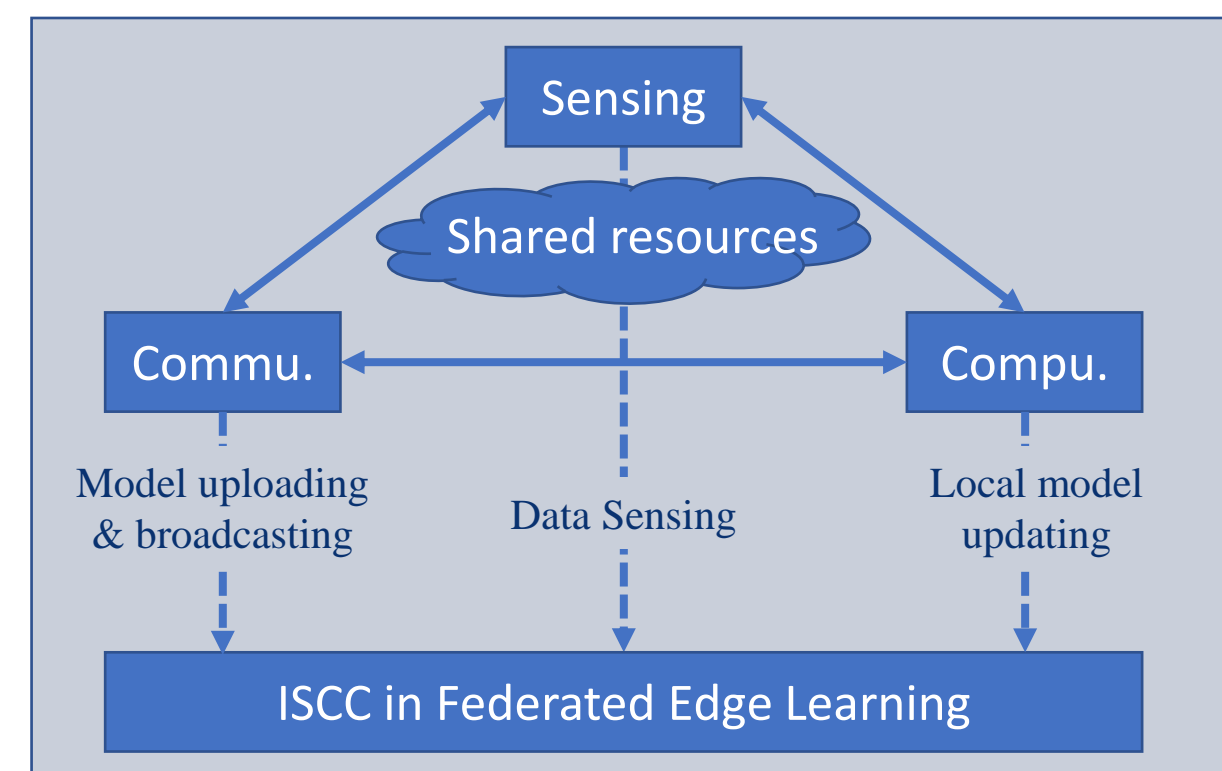 Sensing
Shared resources
Commu.
Compu.
Model uploading
& broadcasting
Data Sensing
Local model
updating
ISCC in Federated Edge Learning